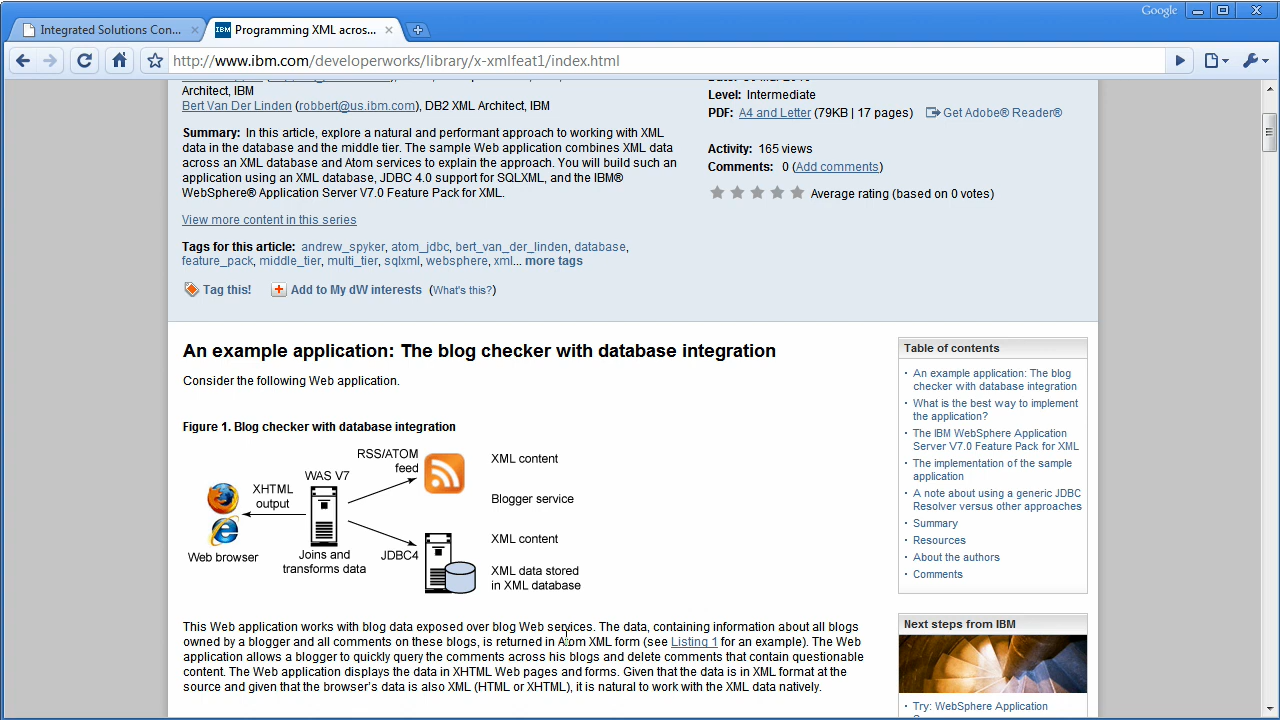 Google
Integrated Solutions Con...
IBM Programming XML acros...
http://www.ibm.com/developerworks/library/x-xmlfeat1/index.html
Architect, IBM
Bert Van Der Linden (robbert@us.ibm.com), DB2 XML Architect, IBM
Summary: In this article, explore a natural and performant approach to working with XML
data in the database and the middle tier. The sample Web application combines XML data
across an XML database and Atom services to explain the approach. You will build such an
application using an XML database, JDBC 4.0 support for SQLXML, and the IBM®
WebSphere® Application Server V7.0 Feature Pack for XML.
View more content in this series
Tags for this article: andrew_spyker, atom_jdbc, bert_van_der_linden, database,
feature_pack, middle_tier, multi_tier, sqlxml, websphere, xml... more tags
Tag this! Add to My dW interests (What's this?)
Level: Intermediate
PDF: A4 and Letter (79KB | 17 pages) Get Adobe® Reader®
Activity: 165 views
Comments: 0 (Add comments)
Average rating (based on 0 votes)
An example application: The blog checker with database integration
Consider the following Web application.
Figure 1. Blog checker with database integration
RSS/ATOM
feed
XML content
WAS V7
XHTML
output
Blogger service
XML content
Web browser
Joins and
transforms data
JDBC4
XML data stored
in XML database
This Web application works with blog data exposed over blog Web services. The data, containing information about all blogs
owned by a blogger and all comments on these blogs, is returned in Atom XML form (see Listing 1 for an example). The Web
application allows a blogger to quickly query the comments across his blogs and delete comments that contain questionable
content. The Web application displays the data in XHTML Web pages and forms. Given that the data is in XML format at the
source and given that the browser's data is also XML (HTML or XHTML), it is natural to work with the XML data natively.
Table of contents
An example application: The blog
checker with database integration
What is the best way to implement
the application?
The IBM WebSphere Application
Server V7.0 Feature Pack for XML
The implementation of the sample
application
A note about using a generic JDBC
Resolver versus other approaches
Summary
Resources
About the authors
Comments
Next steps from IBM
Try: WebSphere Application